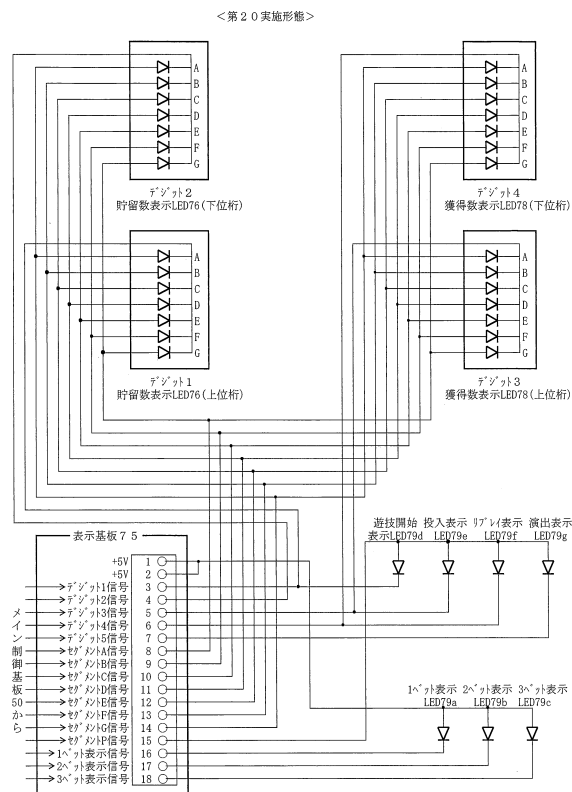 <第20実施形態>
A
B
C
D
E
F
G
デジット2
貯留数表示LED76(下位桁)
A
B
C
D
E
F
G
デジット4
獲得数表示LED78(下位桁)
A
B
C
D
E
F
G
デジット1
貯留数表示LED76(上位桁)
A
B
C
D
E
F
G
デジット3
獲得数表示LED78(上位桁)
遊技開始 投入表示 リプレイ表示 演出表示
表示LED79d LED79e LED79f LED79g
表示基板75
+5V 1
+5V 2
デジット1信号 3
デジット2信号 4
デジット3信号 5
デジット4信号 6
デジット5信号 7
セグメントA信号 8
セグメントB信号 9
セグメントC信号 10
セグメントD信号 11
セグメントE信号 12
セグメントF信号 13
セグメントG信号 14
セグメントP信号 15
1ベット表示信号 16
2ベット表示信号 17
3ベット表示信号 18
メイン制御基板50から
1ベット表示 2ベット表示 3ベット表示
LED79a LED79b LED79c